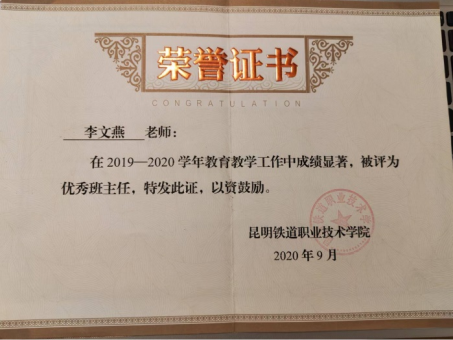 荣誉证书
CONGRATULATION
李文燕 老师：
在 2019—2020 学年教育教学工作中成绩显著，被评为
优秀班主任，特发此证，以资鼓励。
昆明铁道职业技术学院
2020 年 9 月